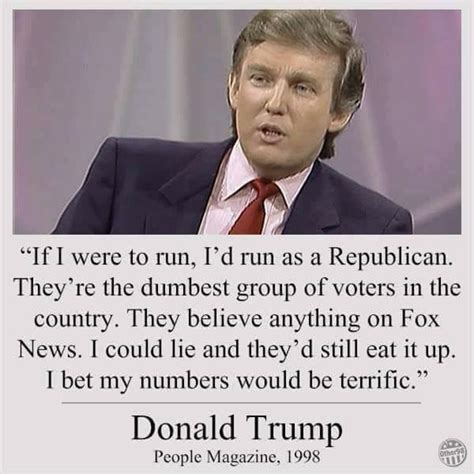 “If I were to run, I’d run as a Republican.
They’re the dumbest group of voters in the
country. They believe anything on Fox
News. I could lie and they’d still eat it up.
I bet my numbers would be terrific.”
Donald Trump
People Magazine, 1998
Other98